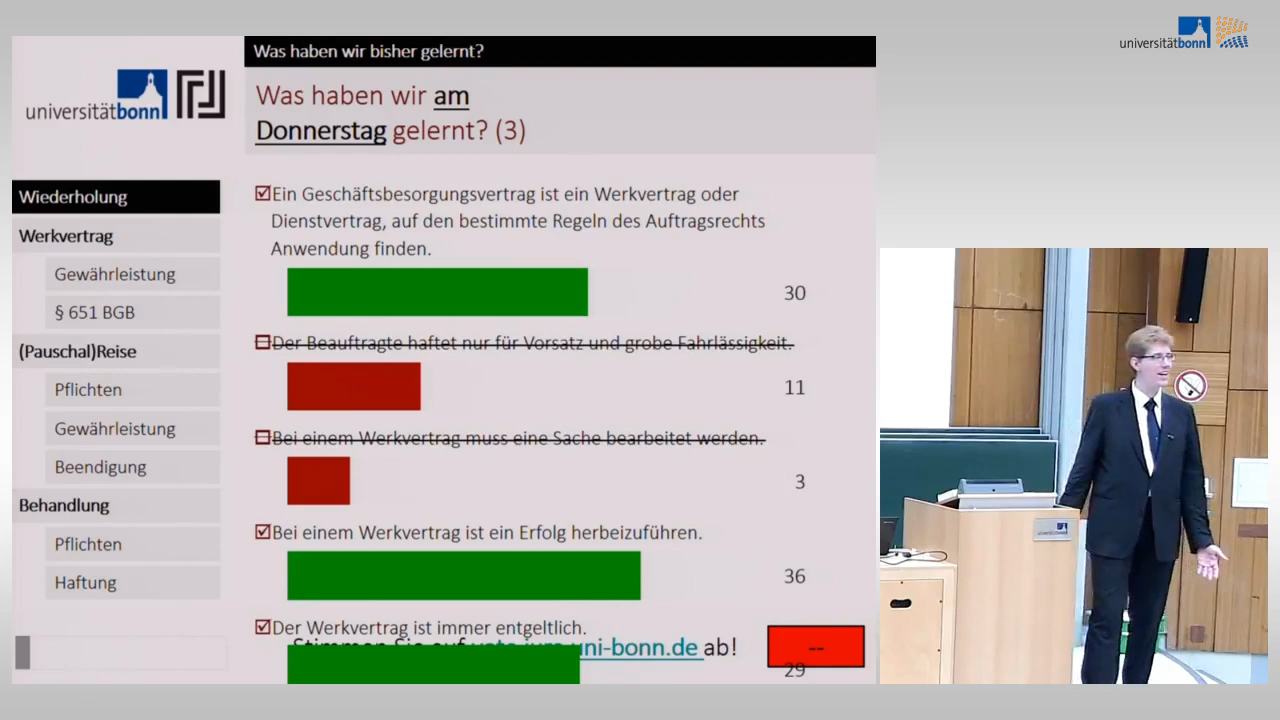 universitätbonn
Was haben wir bisher gelernt?
universitätbonn
Was haben wir am
Donnerstag gelernt? (3)
Wiederholung
Werkvertrag
Gewährleistung
§ 651 BGB
(Pauschal)Reise
Pflichten
Gewährleistung
Beendigung
Behandlung
Pflichten
Haftung
Ein Geschäftsbesorgungsvertrag ist ein Werkvertrag oder
Dienstvertrag, auf den bestimmte Regeln des Auftragsrechts
Anwendung finden.
30
Der Beauftragte haftet nur für Vorsatz und grobe Fahrlässigkeit.
11
Bei einem Werkvertrag muss eine Sache bearbeitet werden.
3
Bei einem Werkvertrag ist ein Erfolg herbeizuführen.
36
Der Werkvertrag ist immer entgeltlich.
uni-bonn.de ab!
--
29